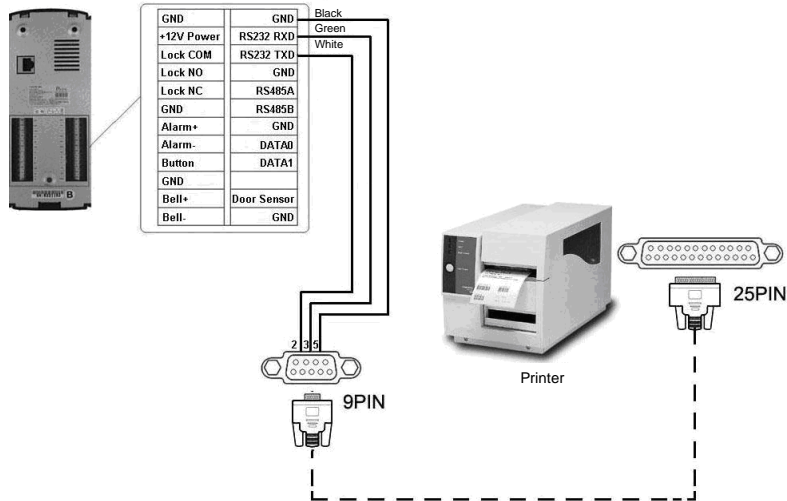 GND GND Black
+12V Power RS232 RXD Green
Lock COM RS232 TXD White
Lock NO GND
Lock NC RS485A
GND RS485B
Alarm+ GND
Alarm- DATA0
Button DATA1
GND
Bell+ Door Sensor
Bell- GND
B
25PIN
Printer
2 3 5
9PIN